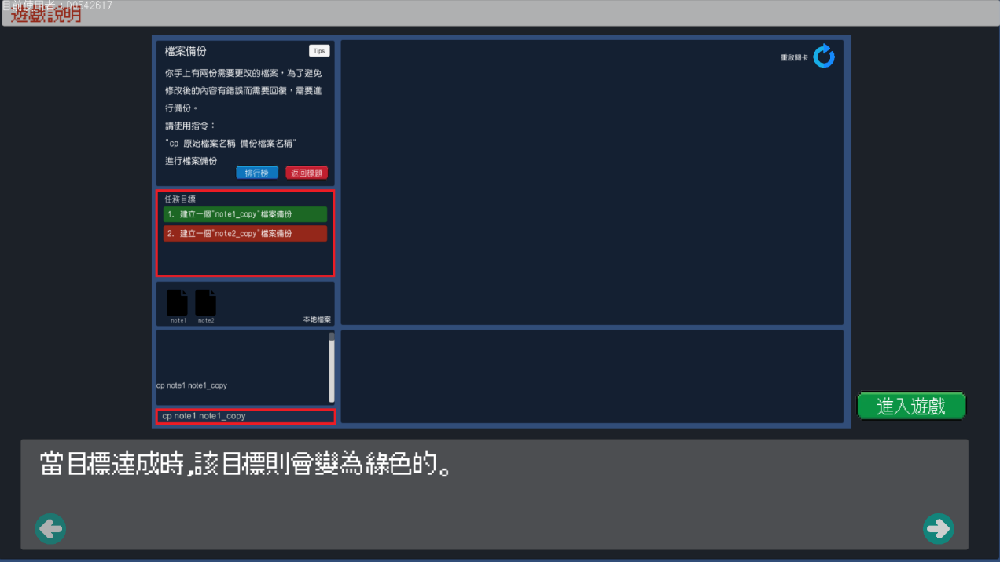 目前使用者：D0542617
遊戲說明
檔案備份
Tips
你手上有兩份需要更改的檔案，為了避免
修改後的內容有錯誤而需要回復，需要進
行備份。
請使用指令：
"cp 原始檔案名稱 備份檔案名稱"
進行檔案備份
排行榜
返回標題
重啟關卡
任務目標
1. 建立一個"note1_copy"檔案備份
2. 建立一個"note2_copy"檔案備份
note1
note2
本地檔案
cp note1 note1_copy
cp note1 note1_copy
進入遊戲
當目標達成時,該目標則會變為綠色的。